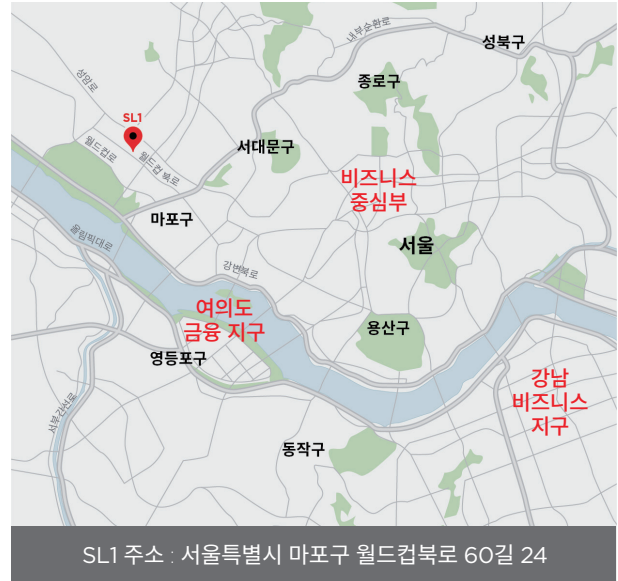 내부순환로
성북구
종로구
성암로
SL1
월드컵로
월드컵 북로
서대문구
비즈니스
중심부
마포구
서울
올림픽대로
강변북로
여의도
금융 지구
용산구
영등포구
강남
비즈니스
지구
서부간선로
동작구
SL1 주소 : 서울특별시 마포구 월드컵북로 60길 24